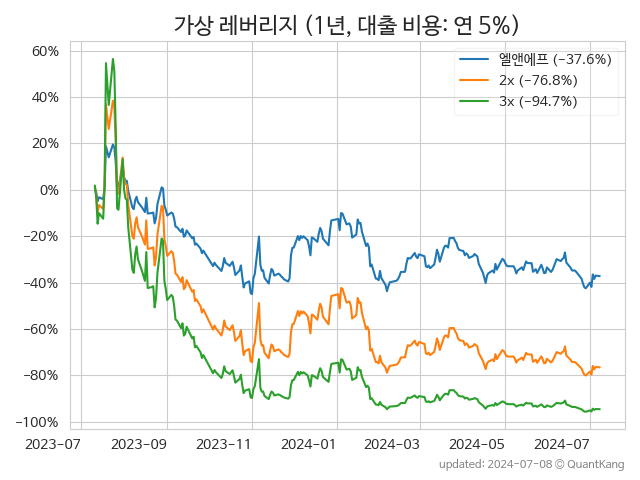 가상 레버리지 (1년, 대출 비용: 연 5%)
60%
40%
20%
0%
−20%
−40%
−60%
−80%
−100%
엘앤에프 (-37.6%)
2x (-76.8%)
3x (-94.7%)
2023-07 2023-09 2023-11 2024-01 2024-03 2024-05 2024-07
updated: 2024-07-08 © QuantKang